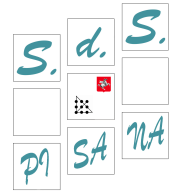 S. d. S.
PI SA NA